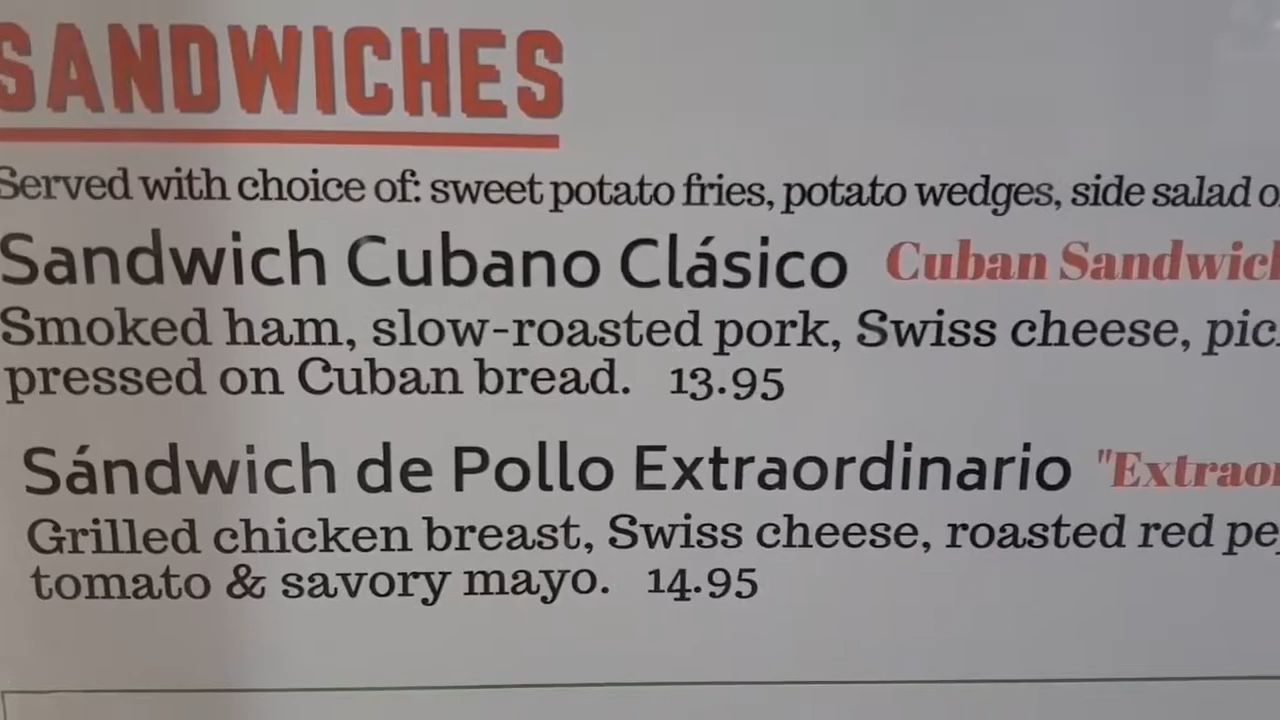 SANDWICHES
Served with choice of: sweet potato fries, potato wedges, side salad
Sandwich Cubano Clásico Cuban
Smoked ham, slow-roasted pork, Swiss cheese,
pressed on Cuban bread. 13.95
Sándwich de Pollo Extraordinario
Grilled chicken breast, Swiss cheese, roasted red
tomato & savory mayo. 14.95